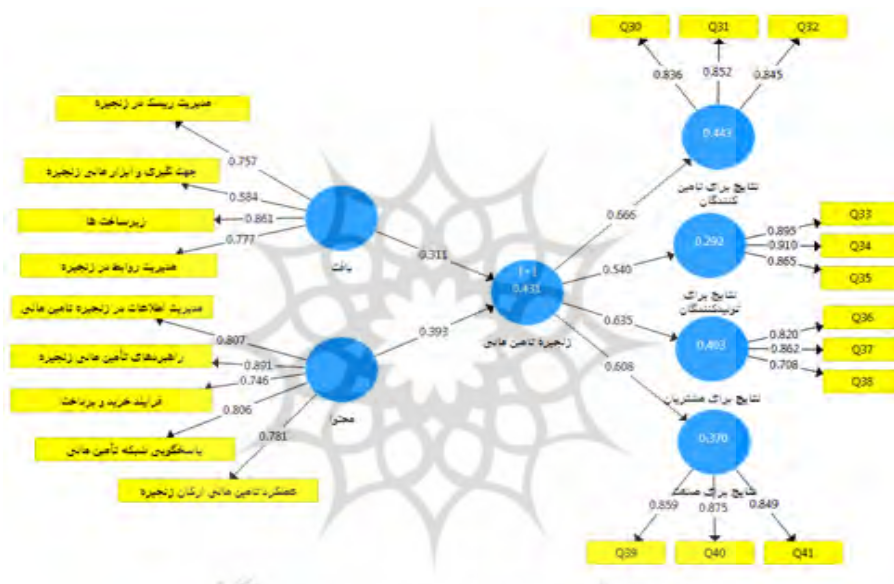 Q30 Q31 Q32
0.836 0.852 0.845
0.443
نتایج برای تامین
کنندگان
مدیریت ریسک در زنجیره
0.757
جهت گیری و ابزار مالی زنجیره
0.584
زیرساخت ها
0.861
مدیریت روابط در زنجیره
0.777
بافت
0.311
مدیریت اطلاعات در زنجیره تامین مالی
0.807
راهبردهای تأمین مالی زنجیره
0.891
فرآیند خرید و پرداخت
0.746
پاسخگویی شبکه تأمین مالی
0.806
عملکرد تامین مالی ارکان زنجیره
0.781
محتوا
0.393
[+]
0.431
زنجیره تامین مالی
0.666
0.540
0.635
0.608
0.292
نتایج برای
تولیدکنندگان
0.895 Q33
0.910 Q34
0.865 Q35
0.403
نتایج برای مشتریان
0.820 Q36
0.862 Q37
0.708 Q38
0.370
نتایج برای صنعت
0.859 0.875 0.849
Q39 Q40 Q41